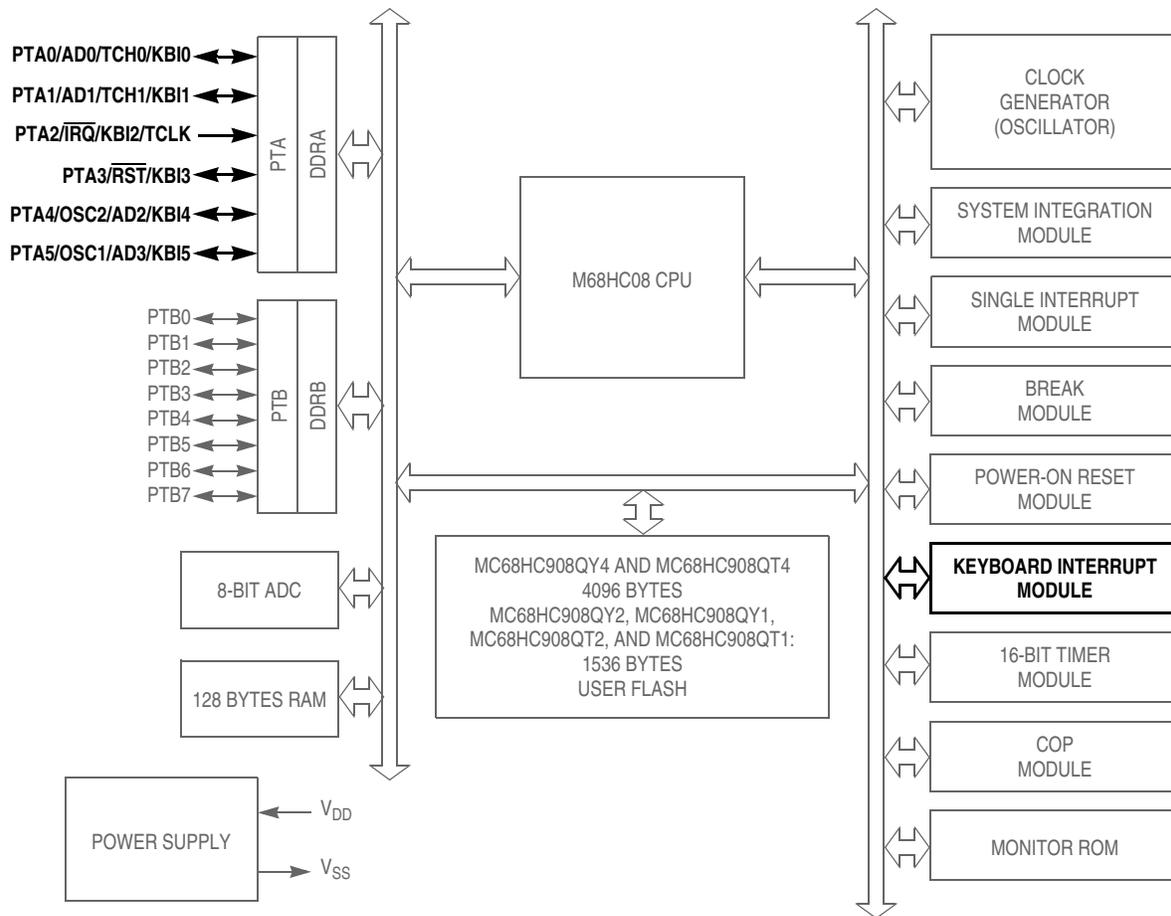 PTA0/AD0/TCH0/KBI0
PTA1/AD1/TCH1/KBI1
PTA2/IRQ/KBI2/TCLK
PTA3/RST/KBI3
PTA4/OSC2/AD2/KBI4
PTA5/OSC1/AD3/KBI5
PTA
DDRA
PTB0
PTB1
PTB2
PTB3
PTB4
PTB5
PTB6
PTB7
PTB
DDRB
8-BIT ADC
128 BYTES RAM
POWER SUPPLY
VDD
VSS
M68HC08 CPU
MC68HC908QY4 AND MC68HC908QT4
4096 BYTES
MC68HC908QY2, MC68HC908QY1,
MC68HC908QT2, AND MC68HC908QT1:
1536 BYTES
USER FLASH
CLOCK
GENERATOR
(OSCILLATOR)
SYSTEM INTEGRATION
MODULE
SINGLE INTERRUPT
MODULE
BREAK
MODULE
POWER-ON RESET
MODULE
KEYBOARD INTERRUPT
MODULE
16-BIT TIMER
MODULE
COP
MODULE
MONITOR ROM